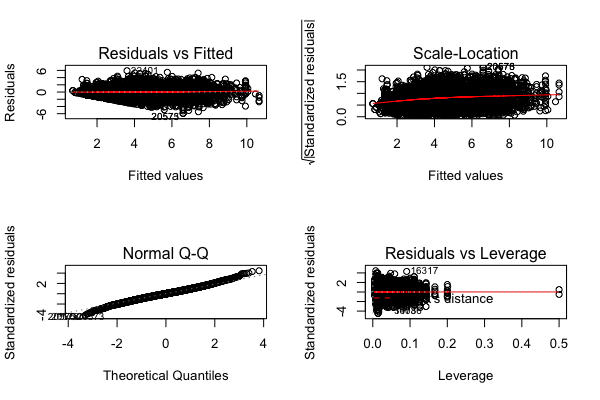 Residuals vs Fitted
Residuals
6
0
-6
2 4 6 8 10
Fitted values
Scale-Location
√|Standardized residuals|
1.5
0.0
2 4 6 8 10
Fitted values
Normal Q-Q
Standardized residuals
2
-4
-4 -2 0 2 4
Theoretical Quantiles
Residuals vs Leverage
Standardized residuals
2
-4
16317
distance
0.0 0.1 0.2 0.3 0.4 0.5
Leverage